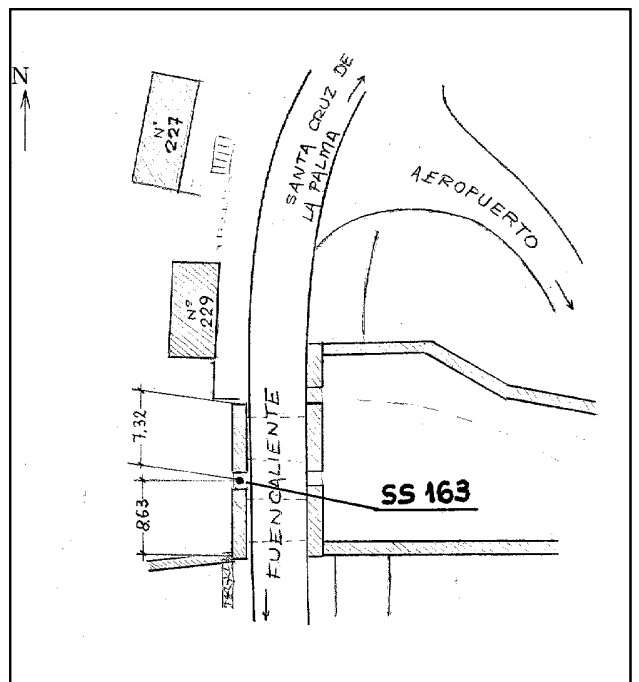 N
Nº
227
SANTA CRUZ DE
LA PALMA
AEROPUERTO
Nº
229
7.32
8.63
FUENCALIENTE
SS 163